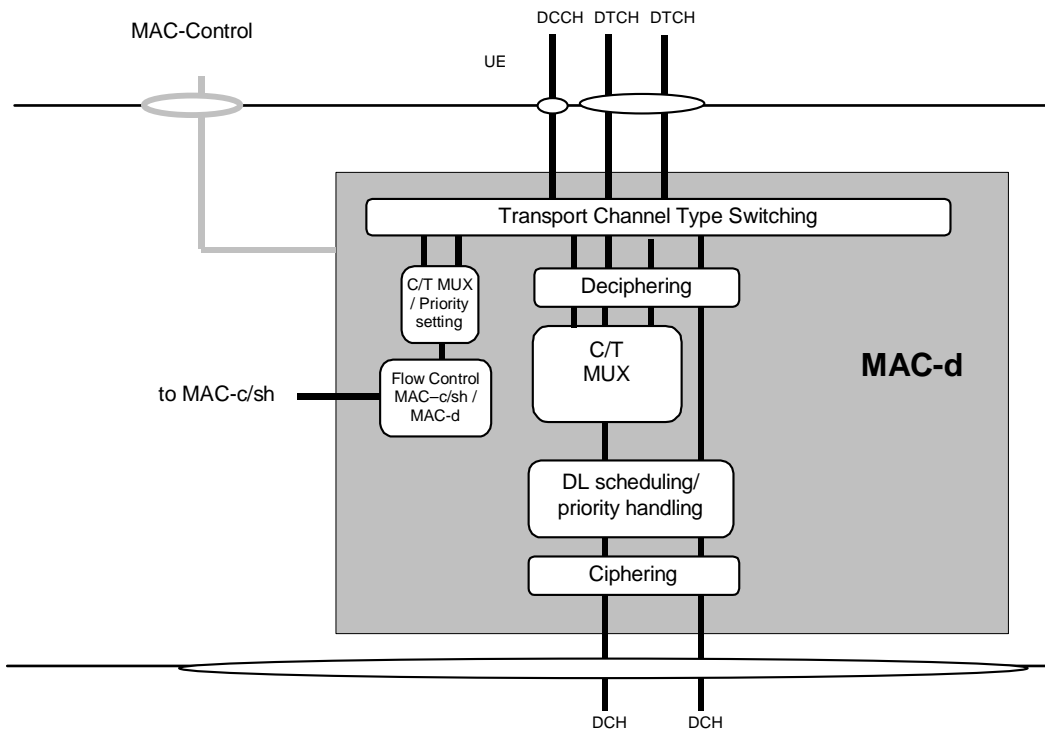 DCCH DTCH DTCH
MAC-Control
UE
Transport Channel Type Switching
C/T MUX
/ Priority
setting
Deciphering
C/T
MUX
MAC-d
to MAC-c/sh
Flow Control
MAC–c/sh /
MAC-d
DL scheduling/
priority handling
Ciphering
DCH DCH